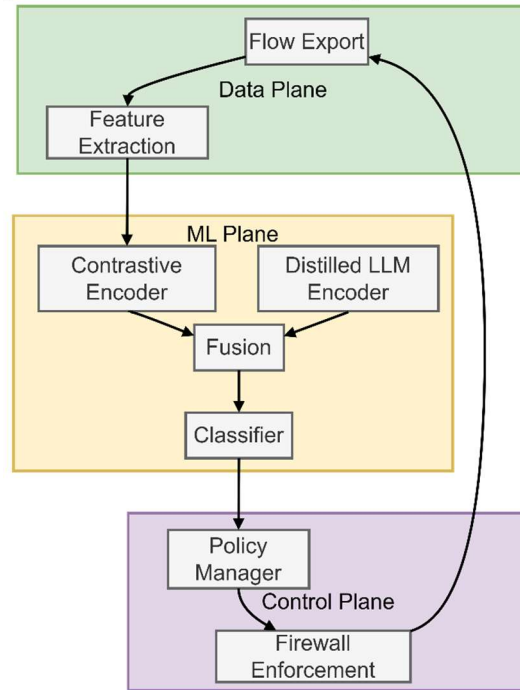 Flow Export
Data Plane
Feature
Extraction
ML Plane
Contrastive
Encoder
Distilled LLM
Encoder
Fusion
Classifier
Policy
Manager
Control Plane
Firewall
Enforcement